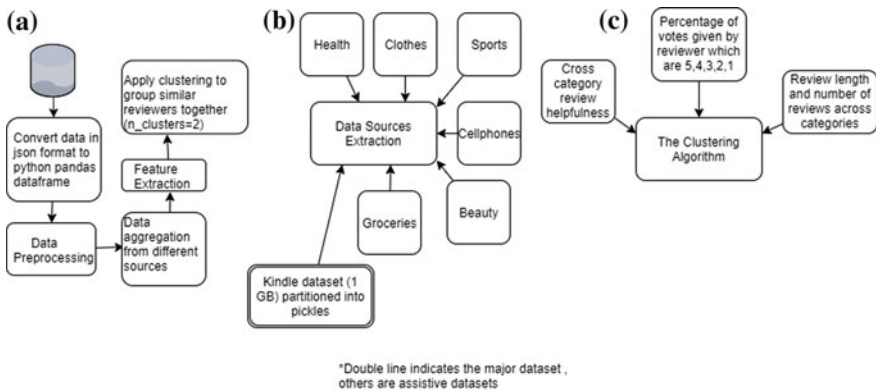 (a)
Convert data in
json format to
python pandas
dataframe
Data
Preprocessing
Data
aggregation
from different
sources
Feature
Extraction
Apply clustering to
group similar
reviewers together
(n_clusters=2)
(b)
Health
Clothes
Sports
Data Sources
Extraction
Cellphones
Groceries
Beauty
Kindle dataset (1
GB) partitioned into
pickles
*Double line indicates the major dataset ,
others are assistive datasets
(c)
Cross
category
review
helpfulness
Percentage of
votes given by
reviewer which
are 5,4,3,2,1
Review length
and number of
reviews across
categories
The Clustering
Algorithm